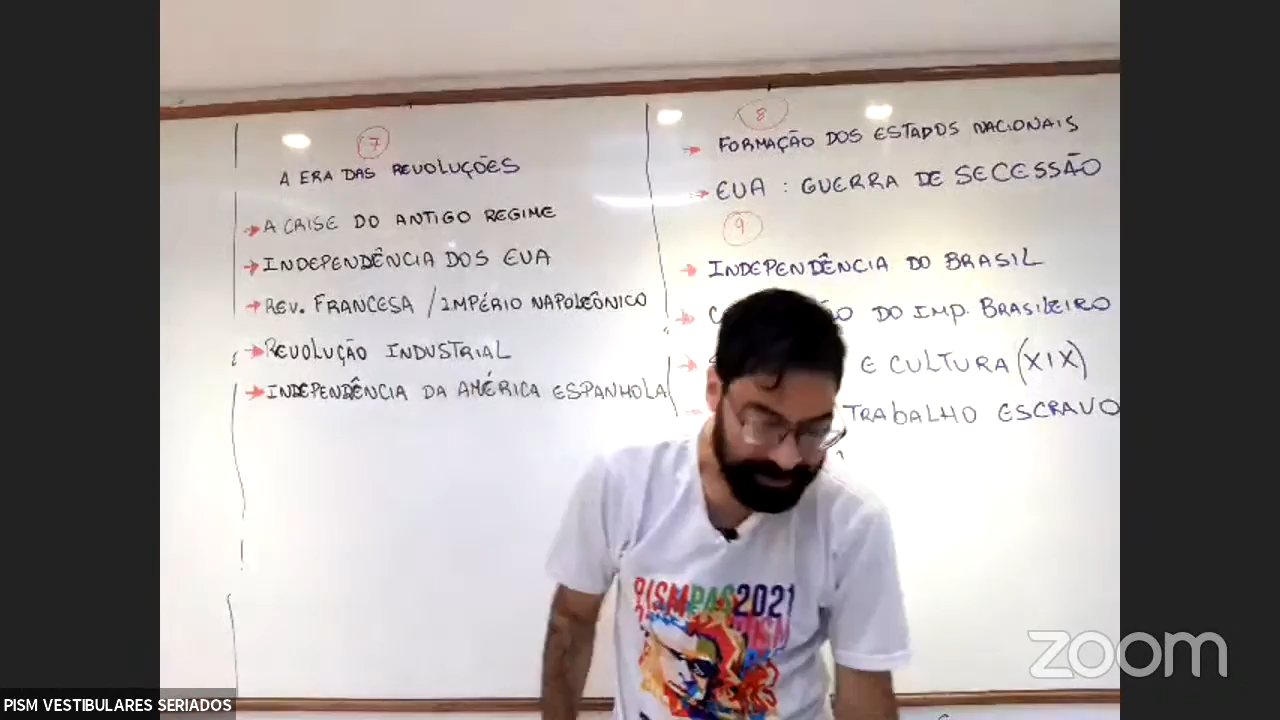 7
A ERA DAS REVOLUÇÕES
A CRISE DO ANTIGO REGIME
INDEPENDÊNCIA DOS EUA
REV. FRANCESA / IMPÉRIO NAPOLEÔNICO
REVOLUÇÃO INDUSTRIAL
INDEPENDÊNCIA DA AMÉRICA ESPANHOLA
8
FORMAÇÃO DOS ESTADOS NACIONAIS
EUA : GUERRA DE SECESSÃO
9
INDEPENDÊNCIA DO BRASIL
DO IMP. BRASILEIRO
E CULTURA (XIX)
TRABALHO ESCRAVO
PISMPAS2021
PISM
zoom
PISM VESTIBULARES SERIADOS